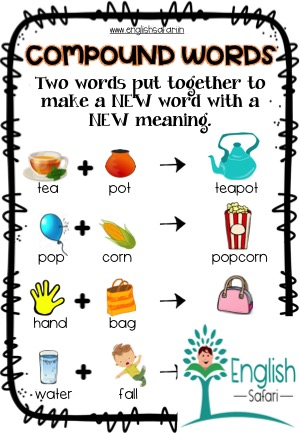 www.englishsafari.in
COMPOUND WORDS
Two words put together to
make a NEW word with a
NEW meaning.
tea + pot → teapot
pop + corn → popcorn
hand + bag →
water + fall →
English
-Safari-